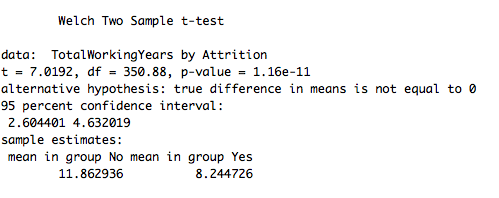 Welch Two Sample t-test
data:  TotalWorkingYears by Attrition
t = 7.0192, df = 350.88, p-value = 1.16e-11
alternative hypothesis: true difference in means is not equal to 0
95 percent confidence interval:
 2.604401 4.632019
sample estimates:
 mean in group No mean in group Yes
        11.862936          8.244726